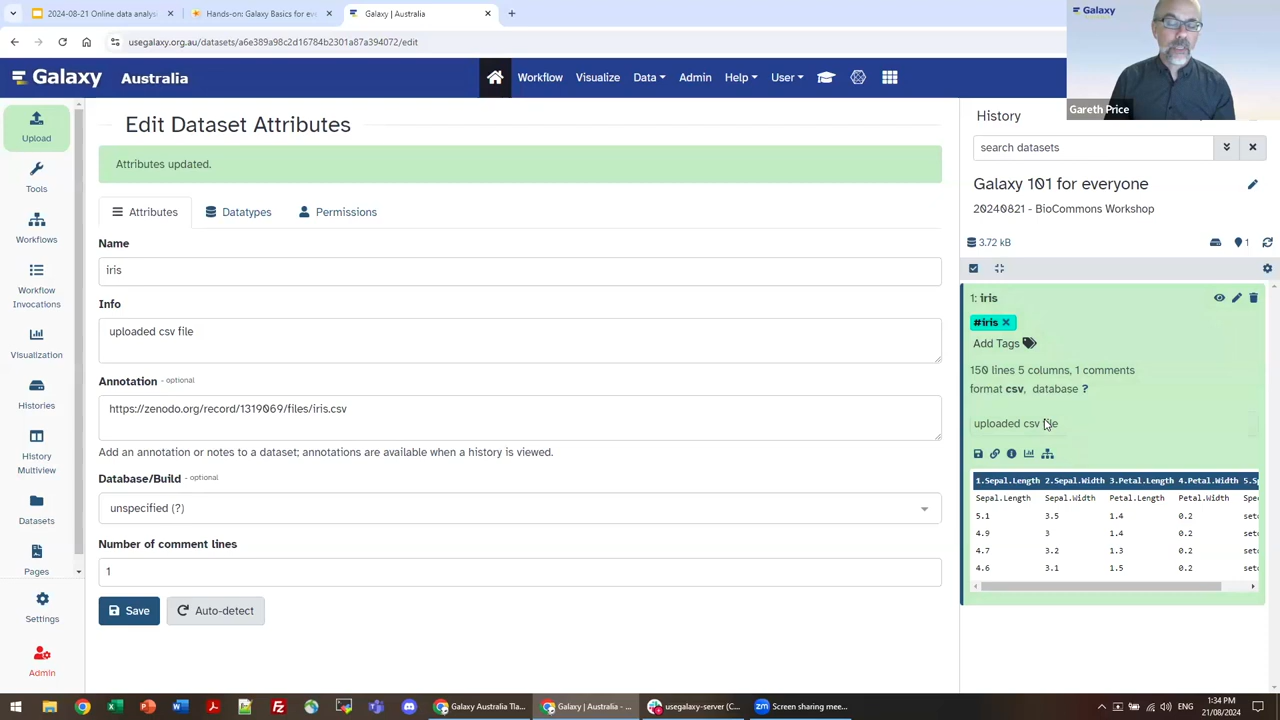 2024-08-21 Online data analysi
Hands-on: Galaxy Basics for ev
Galaxy | Australia
usegalaxy.org.au/datasets/a6e389a98c2d16784b2301a87a394072/edit
Galaxy
Gareth Price
Galaxy Australia
Workflow Visualize Data Admin Help User
Upload
Tools
Workflows
Workflow
Invocations
Visualization
Histories
History
Multiview
Datasets
Pages
Settings
Admin
Edit Dataset Attributes
Attributes updated.
Attributes Datatypes Permissions
Name
iris
Info
uploaded csv file
Annotation - optional
https://zenodo.org/record/1319069/files/iris.csv
Add an annotation or notes to a dataset; annotations are available when a history is viewed.
Database/Build - optional
unspecified (?)
Number of comment lines
1
Save Auto-detect
History
search datasets
Galaxy 101 for everyone
20240821 - BioCommons Workshop
3.72 kB 1
1: iris
#iris
Add Tags
150 lines 5 columns, 1 comments
format csv, database ?
uploaded csv file
1.Sepal.Length 2.Sepal.Width 3.Petal.Length 4.Petal.Width 5.Sp
Sepal.Length Sepal.Width Petal.Length Petal.Width Spe
5.1 3.5 1.4 0.2 seto
4.9 3 1.4 0.2 seto
4.7 3.2 1.3 0.2 seto
4.6 3.1 1.5 0.2 seto
Galaxy Australia Tla...
Galaxy | Australia - ...
usegalaxy-server (C...
Screen sharing mee...
ENG
1:34 PM
21/08/2024